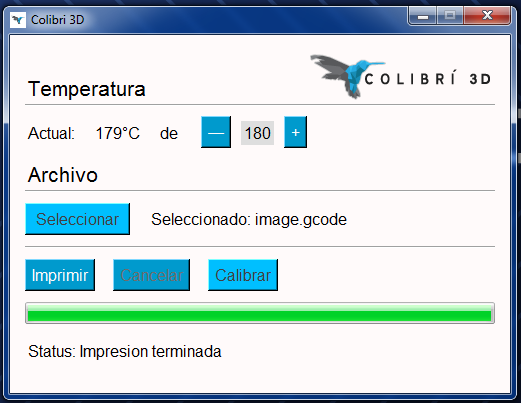 Colibri 3D
COLIBRÍ 3D
Temperatura
Actual: 179°C de — 180 +
Archivo
Seleccionar Seleccionado: image.gcode
Imprimir Cancelar Calibrar
Status: Impresion terminada